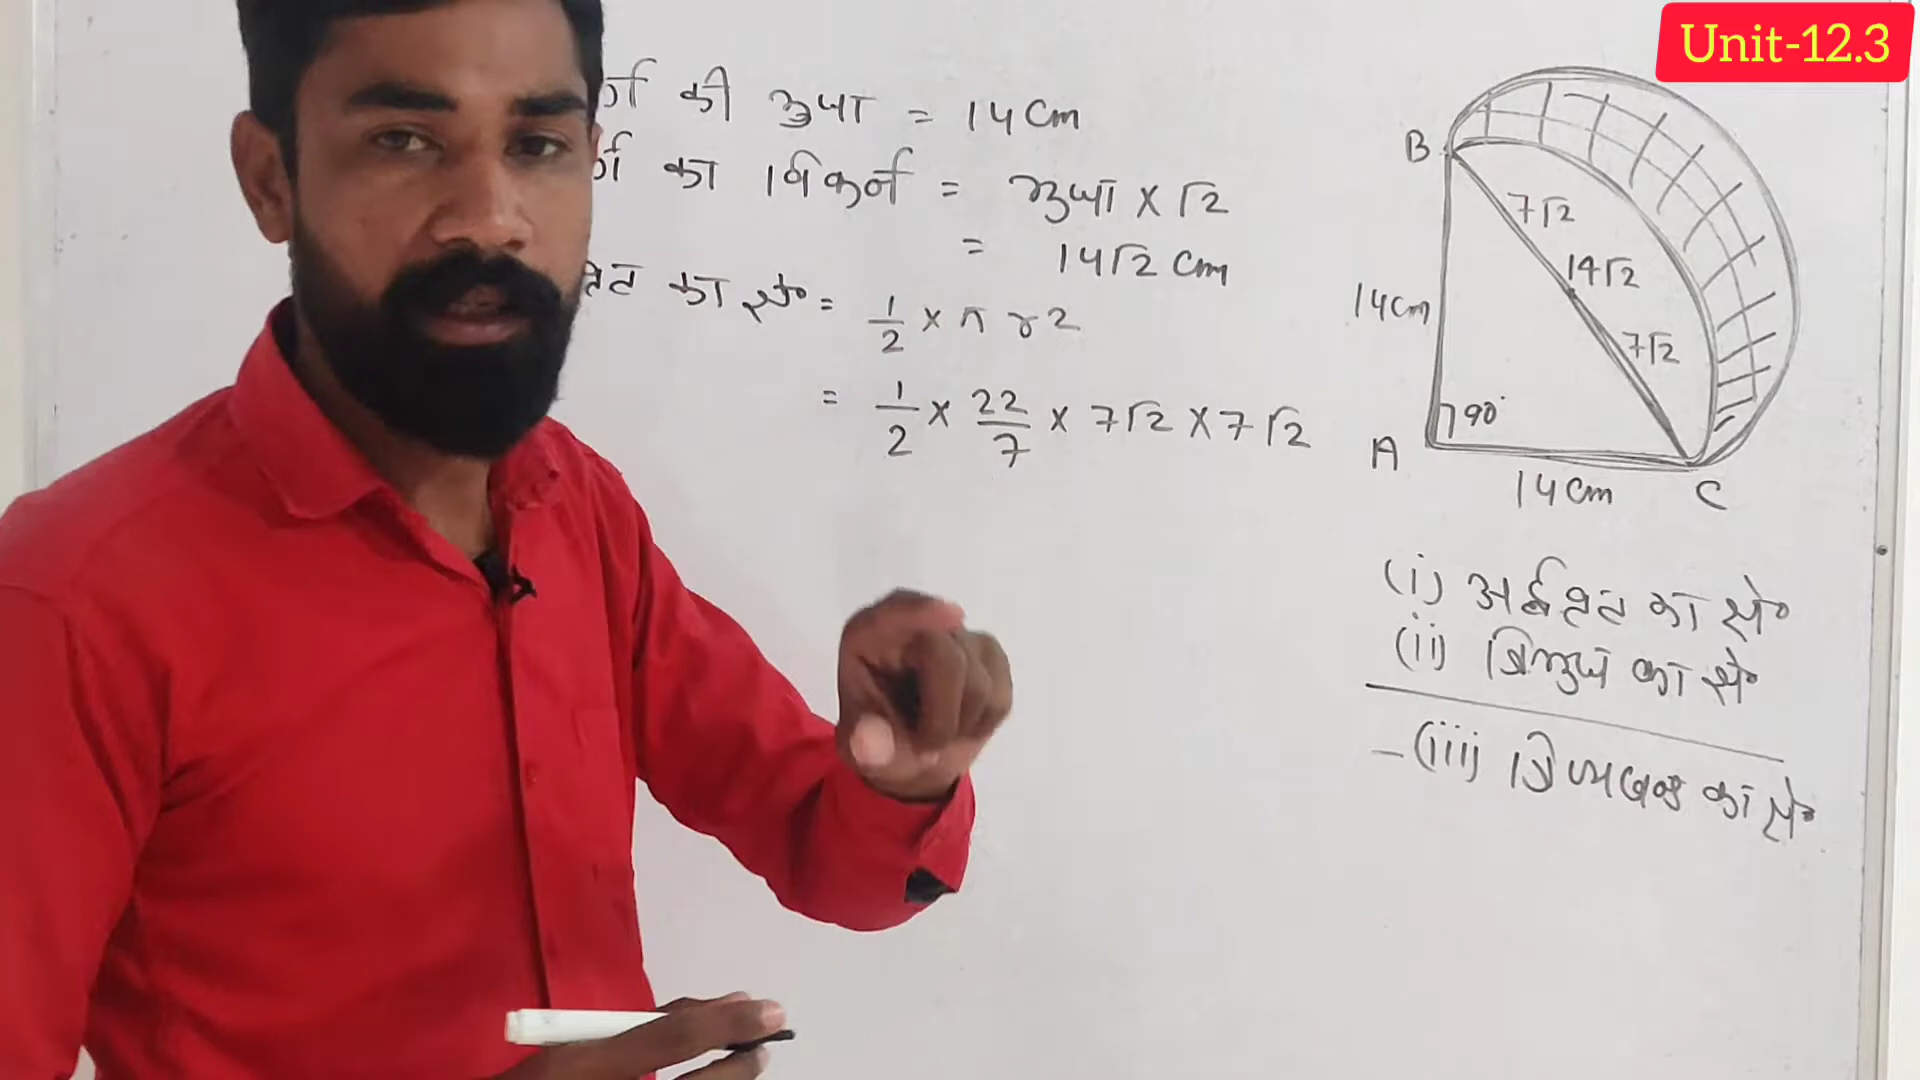 Unit-12.3
की भुजा = 14 Cm
का विकर्न = भुजा × √2
= 14√2 Cm
का क्षे० = 1/2 × π r2
= 1/2 × 22/7 × 7√2 × 7√2
B
7√2
14√2
7√2
14Cm
90°
A
14 Cm
C
(i) अर्धवृत का क्षे०
(ii) त्रिभुज का क्षे०
(iii) का क्षे०